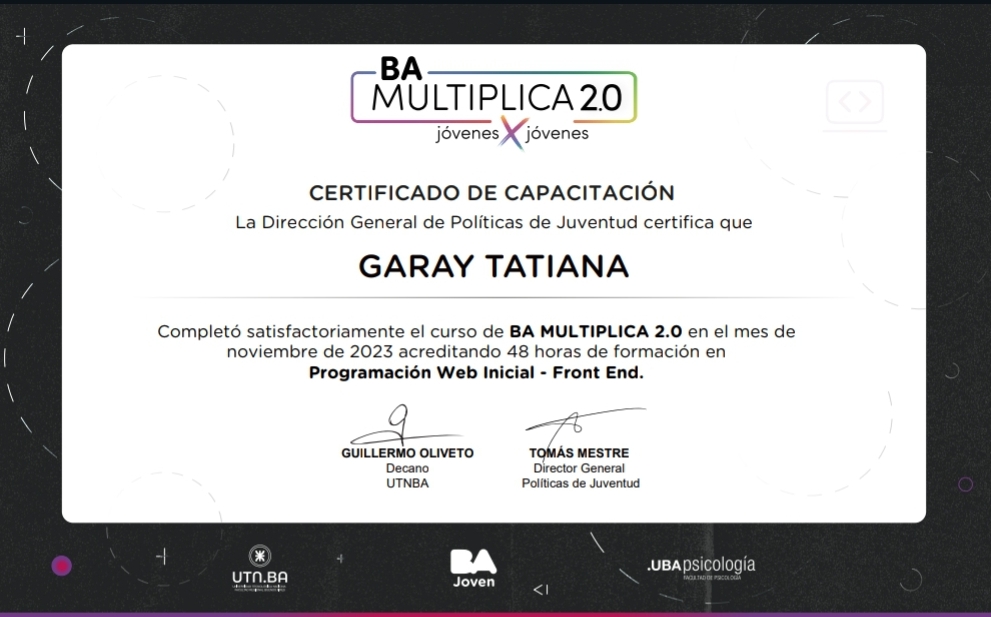 BA
MULTIPLICA 2.0
jóvenes X jóvenes
CERTIFICADO DE CAPACITACIÓN
La Dirección General de Políticas de Juventud certifica que
GARAY TATIANA
Completó satisfactoriamente el curso de BA MULTIPLICA 2.0 en el mes de
noviembre de 2023 acreditando 48 horas de formación en
Programación Web Inicial - Front End.
GUILLERMO OLIVETO
Decano
UTNBA
TOMÁS MESTRE
Director General
Políticas de Juventud
UTN.BA
BA
Joven
.UBApsicología
FACULTAD DE PSICOLOGÍA